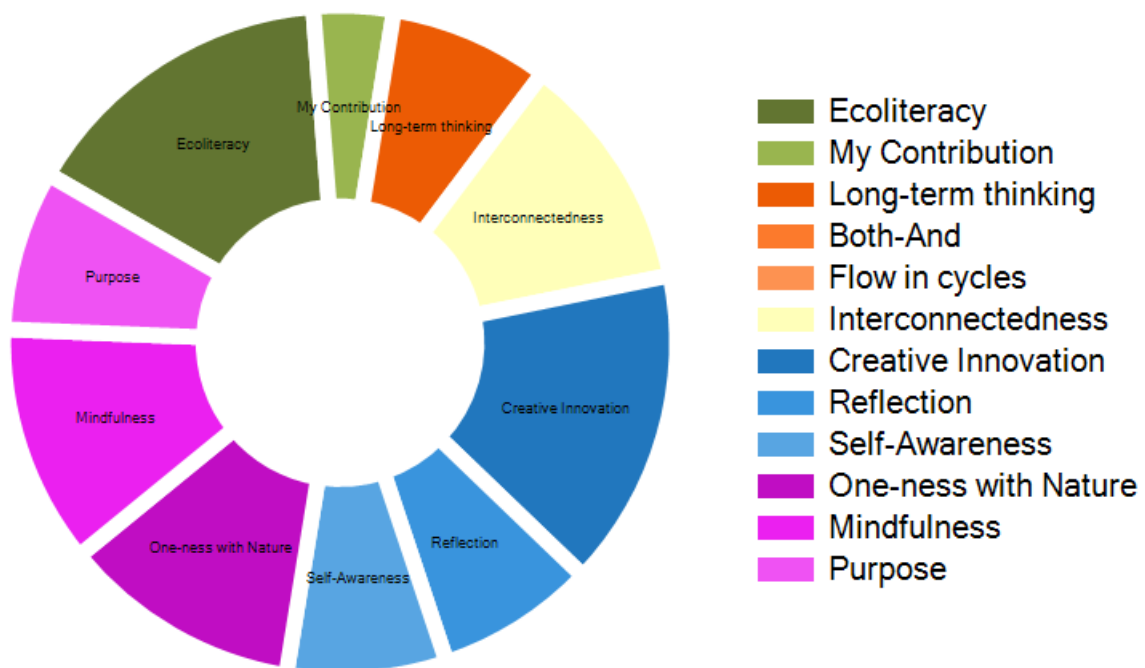 My Contribution
Long-term thinking
Ecoliteracy
Interconnectedness
Purpose
Creative Innovation
Mindfulness
Reflection
One-ness with Nature
Self-Awareness
Ecoliteracy
My Contribution
Long-term thinking
Both-And
Flow in cycles
Interconnectedness
Creative Innovation
Reflection
Self-Awareness
One-ness with Nature
Mindfulness
Purpose